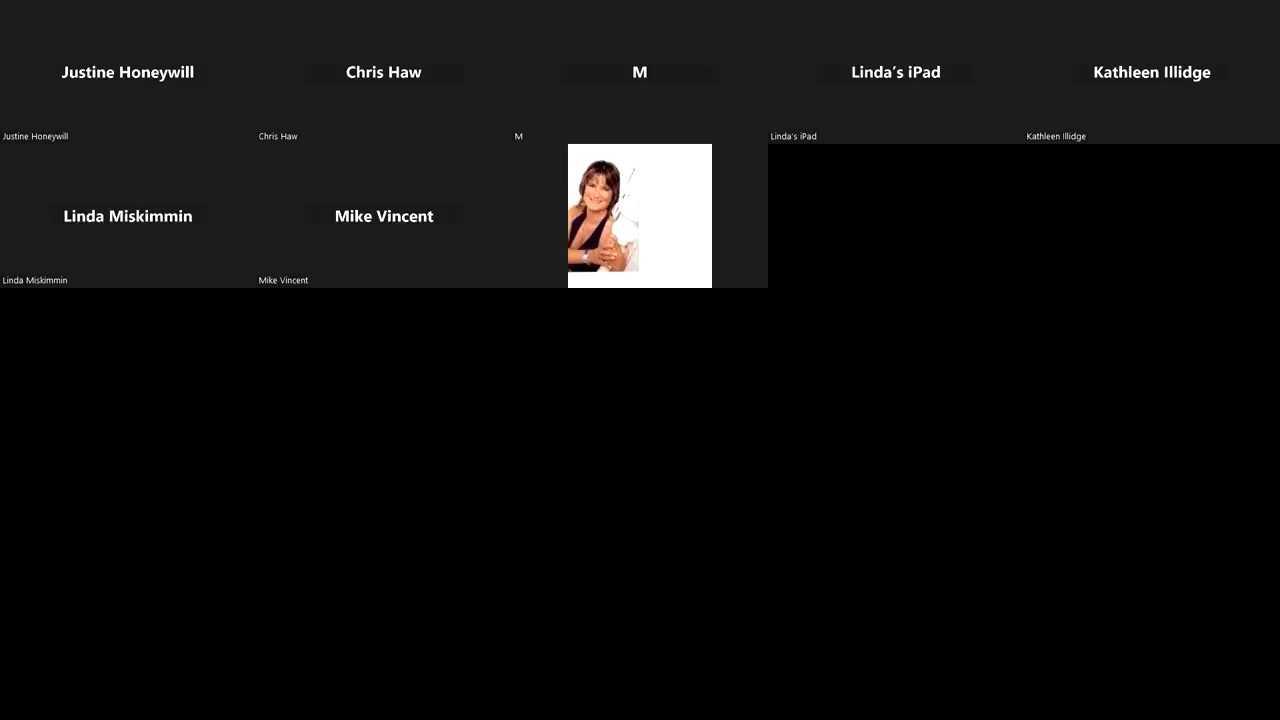 Justine Honeywill
Chris Haw
M
Linda's iPad
Kathleen Illidge
Justine Honeywill
Chris Haw
M
Linda's iPad
Kathleen Illidge
Linda Miskimmin
Mike Vincent
Linda Miskimmin
Mike Vincent